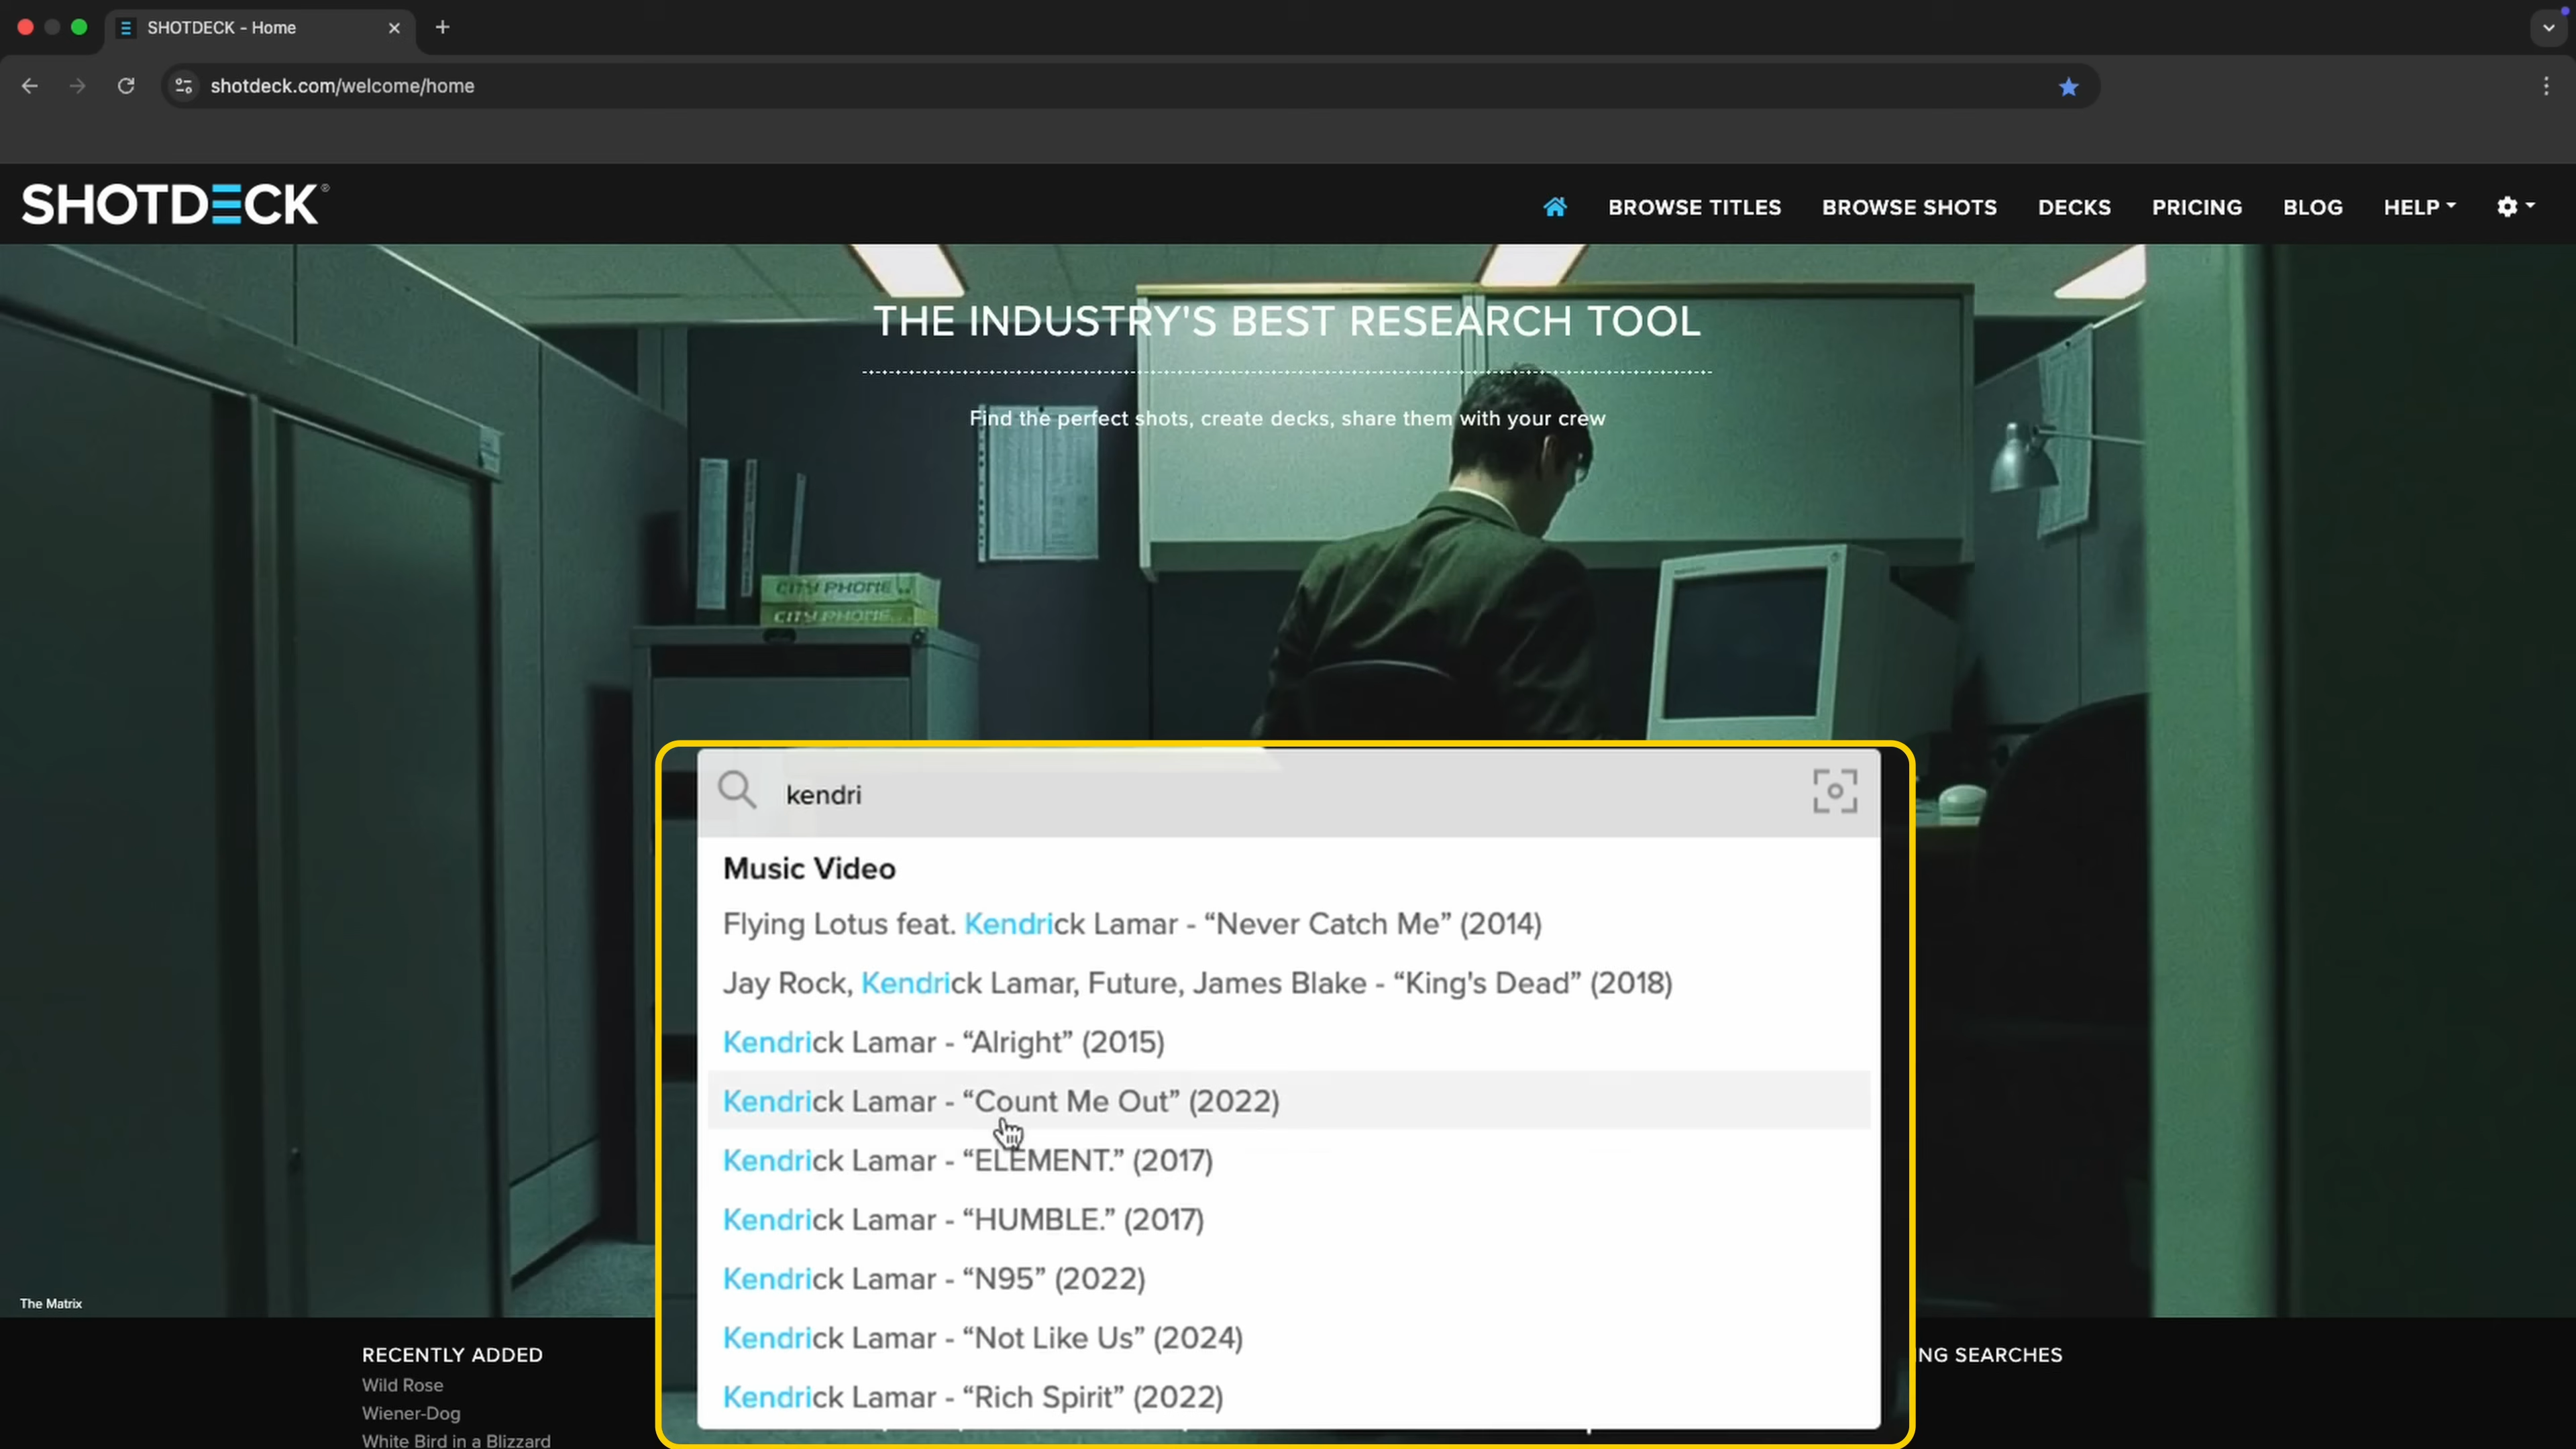 SHOTDECK - Home
shotdeck.com/welcome/home
SHOTDECK®
BROWSE TITLES BROWSE SHOTS DECKS PRICING BLOG HELP
THE INDUSTRY'S BEST RESEARCH TOOL
Find the perfect shots, create decks, share them with your crew
CITY PHONE
CITY PHONE
kendri
Music Video
Flying Lotus feat. Kendrick Lamar - “Never Catch Me” (2014)
Jay Rock, Kendrick Lamar, Future, James Blake - “King's Dead” (2018)
Kendrick Lamar - “Alright” (2015)
Kendrick Lamar - “Count Me Out” (2022)
Kendrick Lamar - “ELEMENT.” (2017)
Kendrick Lamar - “HUMBLE.” (2017)
Kendrick Lamar - “N95” (2022)
Kendrick Lamar - “Not Like Us” (2024)
Kendrick Lamar - “Rich Spirit” (2022)
The Matrix
RECENTLY ADDED
Wild Rose
Wiener-Dog
White Bird in a Blizzard
NG SEARCHES